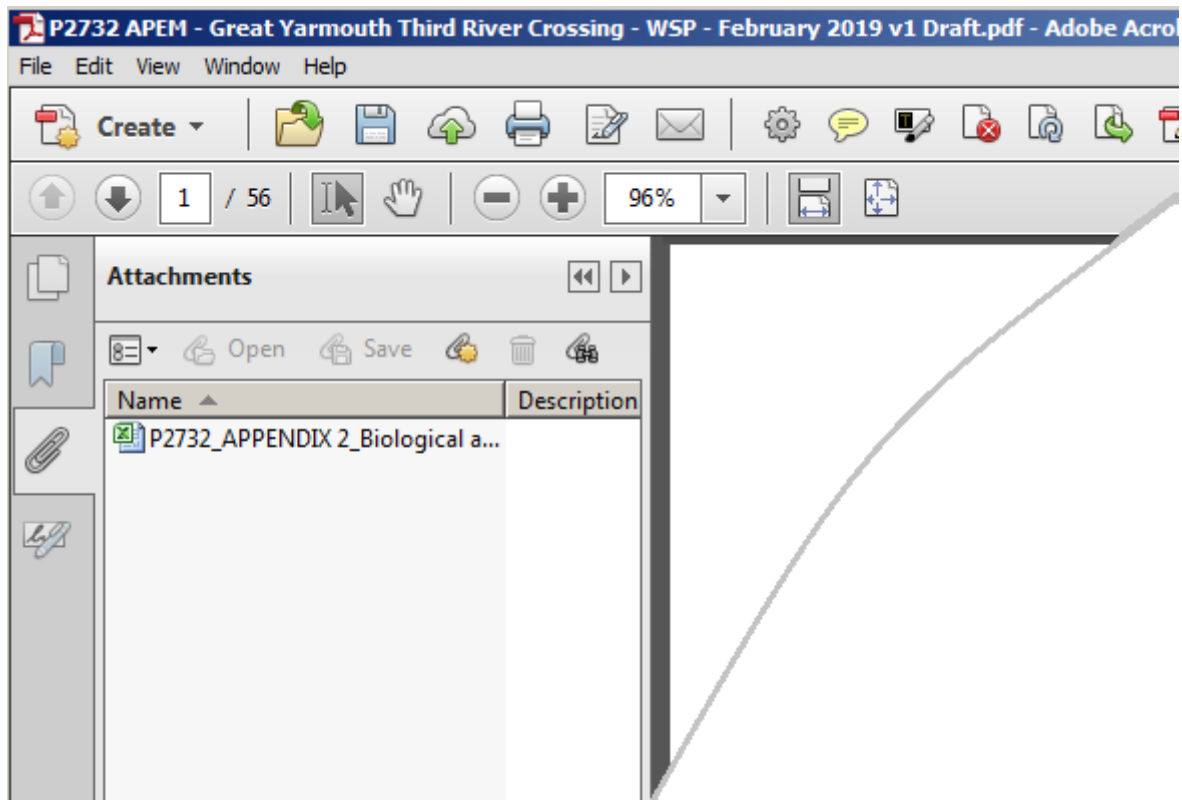 P2732 APEM - Great Yarmouth Third River Crossing - WSP - February 2019 v1 Draft.pdf - Adobe Acro
File Edit View Window Help
Create
1 / 56 96%
Attachments
Open Save
Name Description
P2732_APPENDIX 2_Biological a...